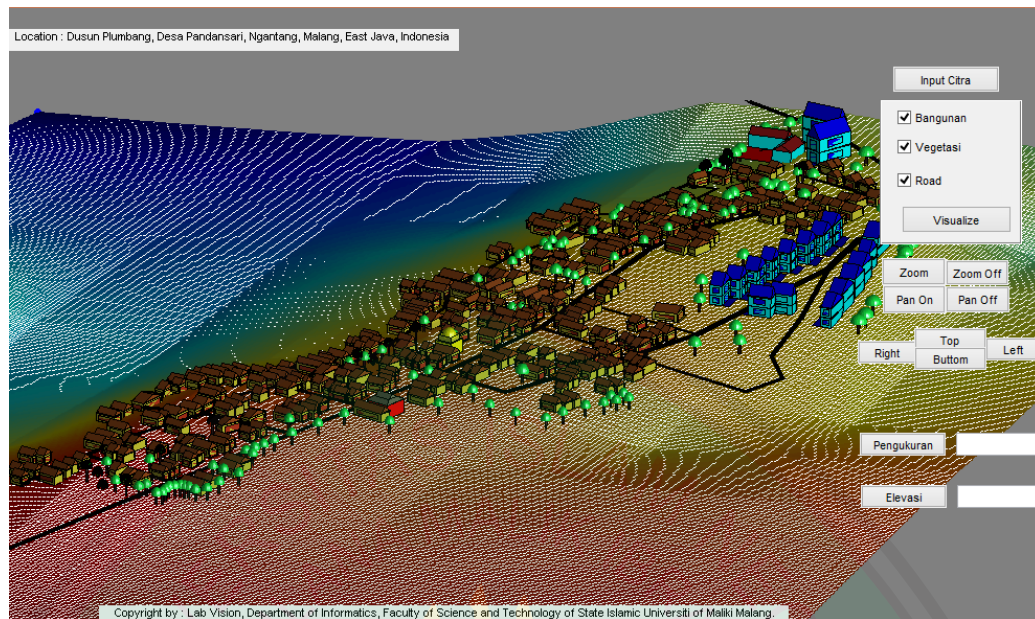 Location : Dusun Plumbang, Desa Pandansari, Ngantang, Malang, East Java, Indonesia
Input Citra
Bangunan
Vegetasi
Road
Visualize
Zoom
Zoom Off
Pan On
Pan Off
Top
Right
Buttom
Left
Pengukuran
Elevasi
Copyright by : Lab Vision, Department of Informatics, Faculty of Science and Technology of State Islamic Universiti of Maliki Malang.